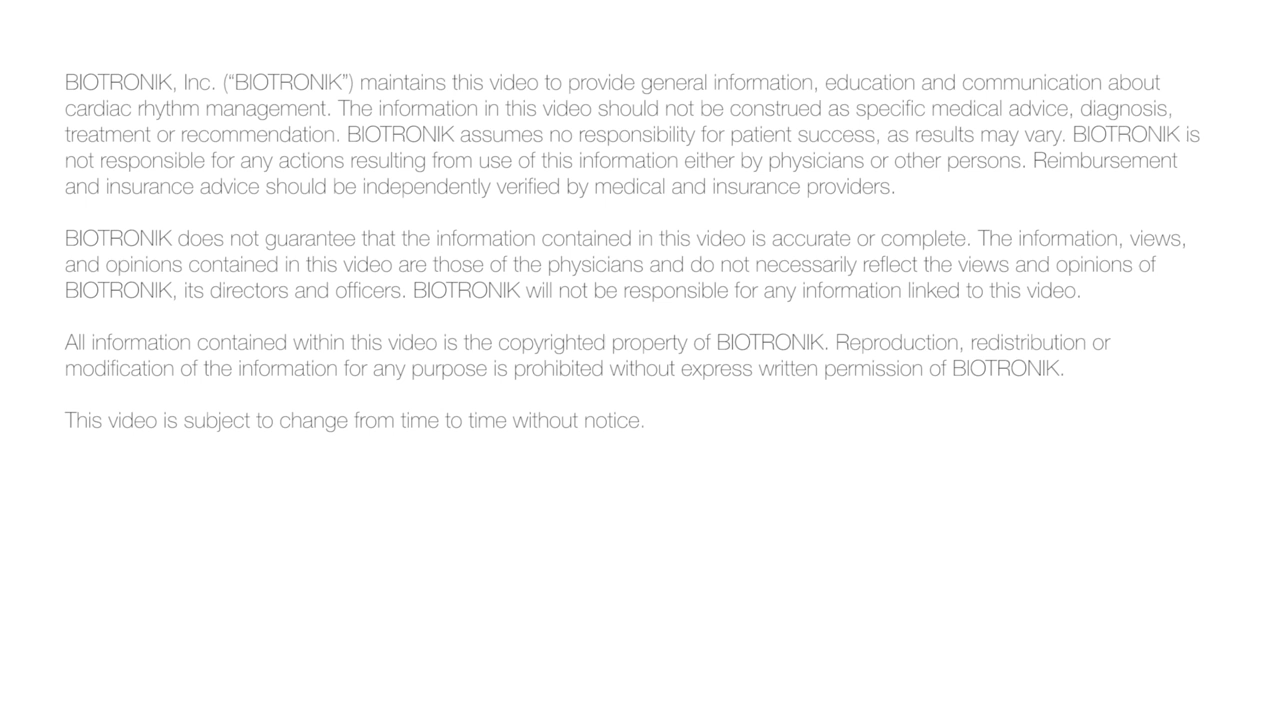 BIOTRONIK, Inc. (“BIOTRONIK”) maintains this video to provide general information, education and communication about
cardiac rhythm management. The information in this video should not be construed as specific medical advice, diagnosis,
treatment or recommendation. BIOTRONIK assumes no responsibility for patient success, as results may vary. BIOTRONIK is
not responsible for any actions resulting from use of this information either by physicians or other persons. Reimbursement
and insurance advice should be independently verified by medical and insurance providers.
BIOTRONIK does not guarantee that the information contained in this video is accurate or complete. The information, views,
and opinions contained in this video are those of the physicians and do not necessarily reflect the views and opinions of
BIOTRONIK, its directors and officers. BIOTRONIK will not be responsible for any information linked to this video.
All information contained within this video is the copyrighted property of BIOTRONIK. Reproduction, redistribution or
modification of the information for any purpose is prohibited without express written permission of BIOTRONIK.
This video is subject to change from time to time without notice.